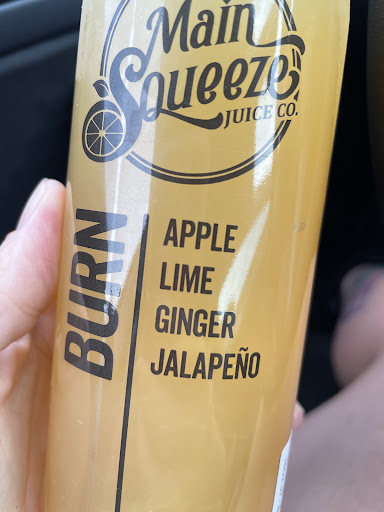 Main
Squeeze
JUICE CO.
BURN
APPLE
LIME
GINGER
JALAPEÑO